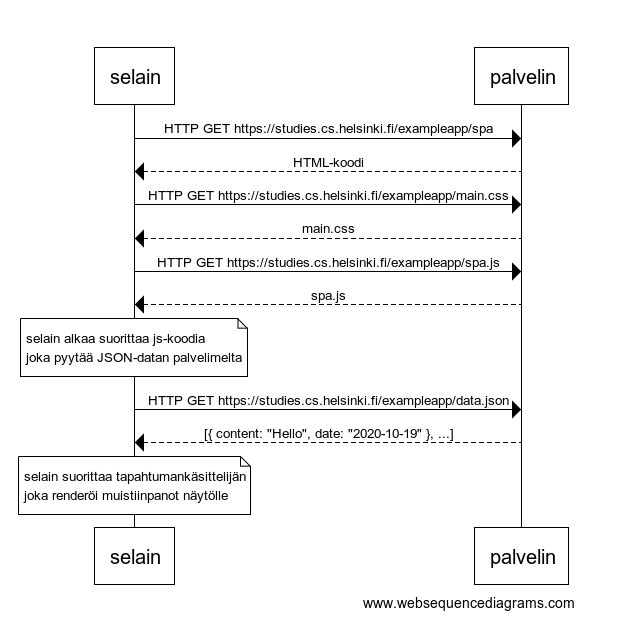 selain palvelin
HTTP GET https://studies.cs.helsinki.fi/exampleapp/spa
HTML-koodi
HTTP GET https://studies.cs.helsinki.fi/exampleapp/main.css
main.css
HTTP GET https://studies.cs.helsinki.fi/exampleapp/spa.js
spa.js
selain alkaa suorittaa js-koodia
joka pyytää JSON-datan palvelimelta
HTTP GET https://studies.cs.helsinki.fi/exampleapp/data.json
[{ content: "Hello", date: "2020-10-19" }, ...]
selain suorittaa tapahtumankäsittelijän
joka renderöi muistiinpanot näytölle
selain palvelin
www.websequencediagrams.com